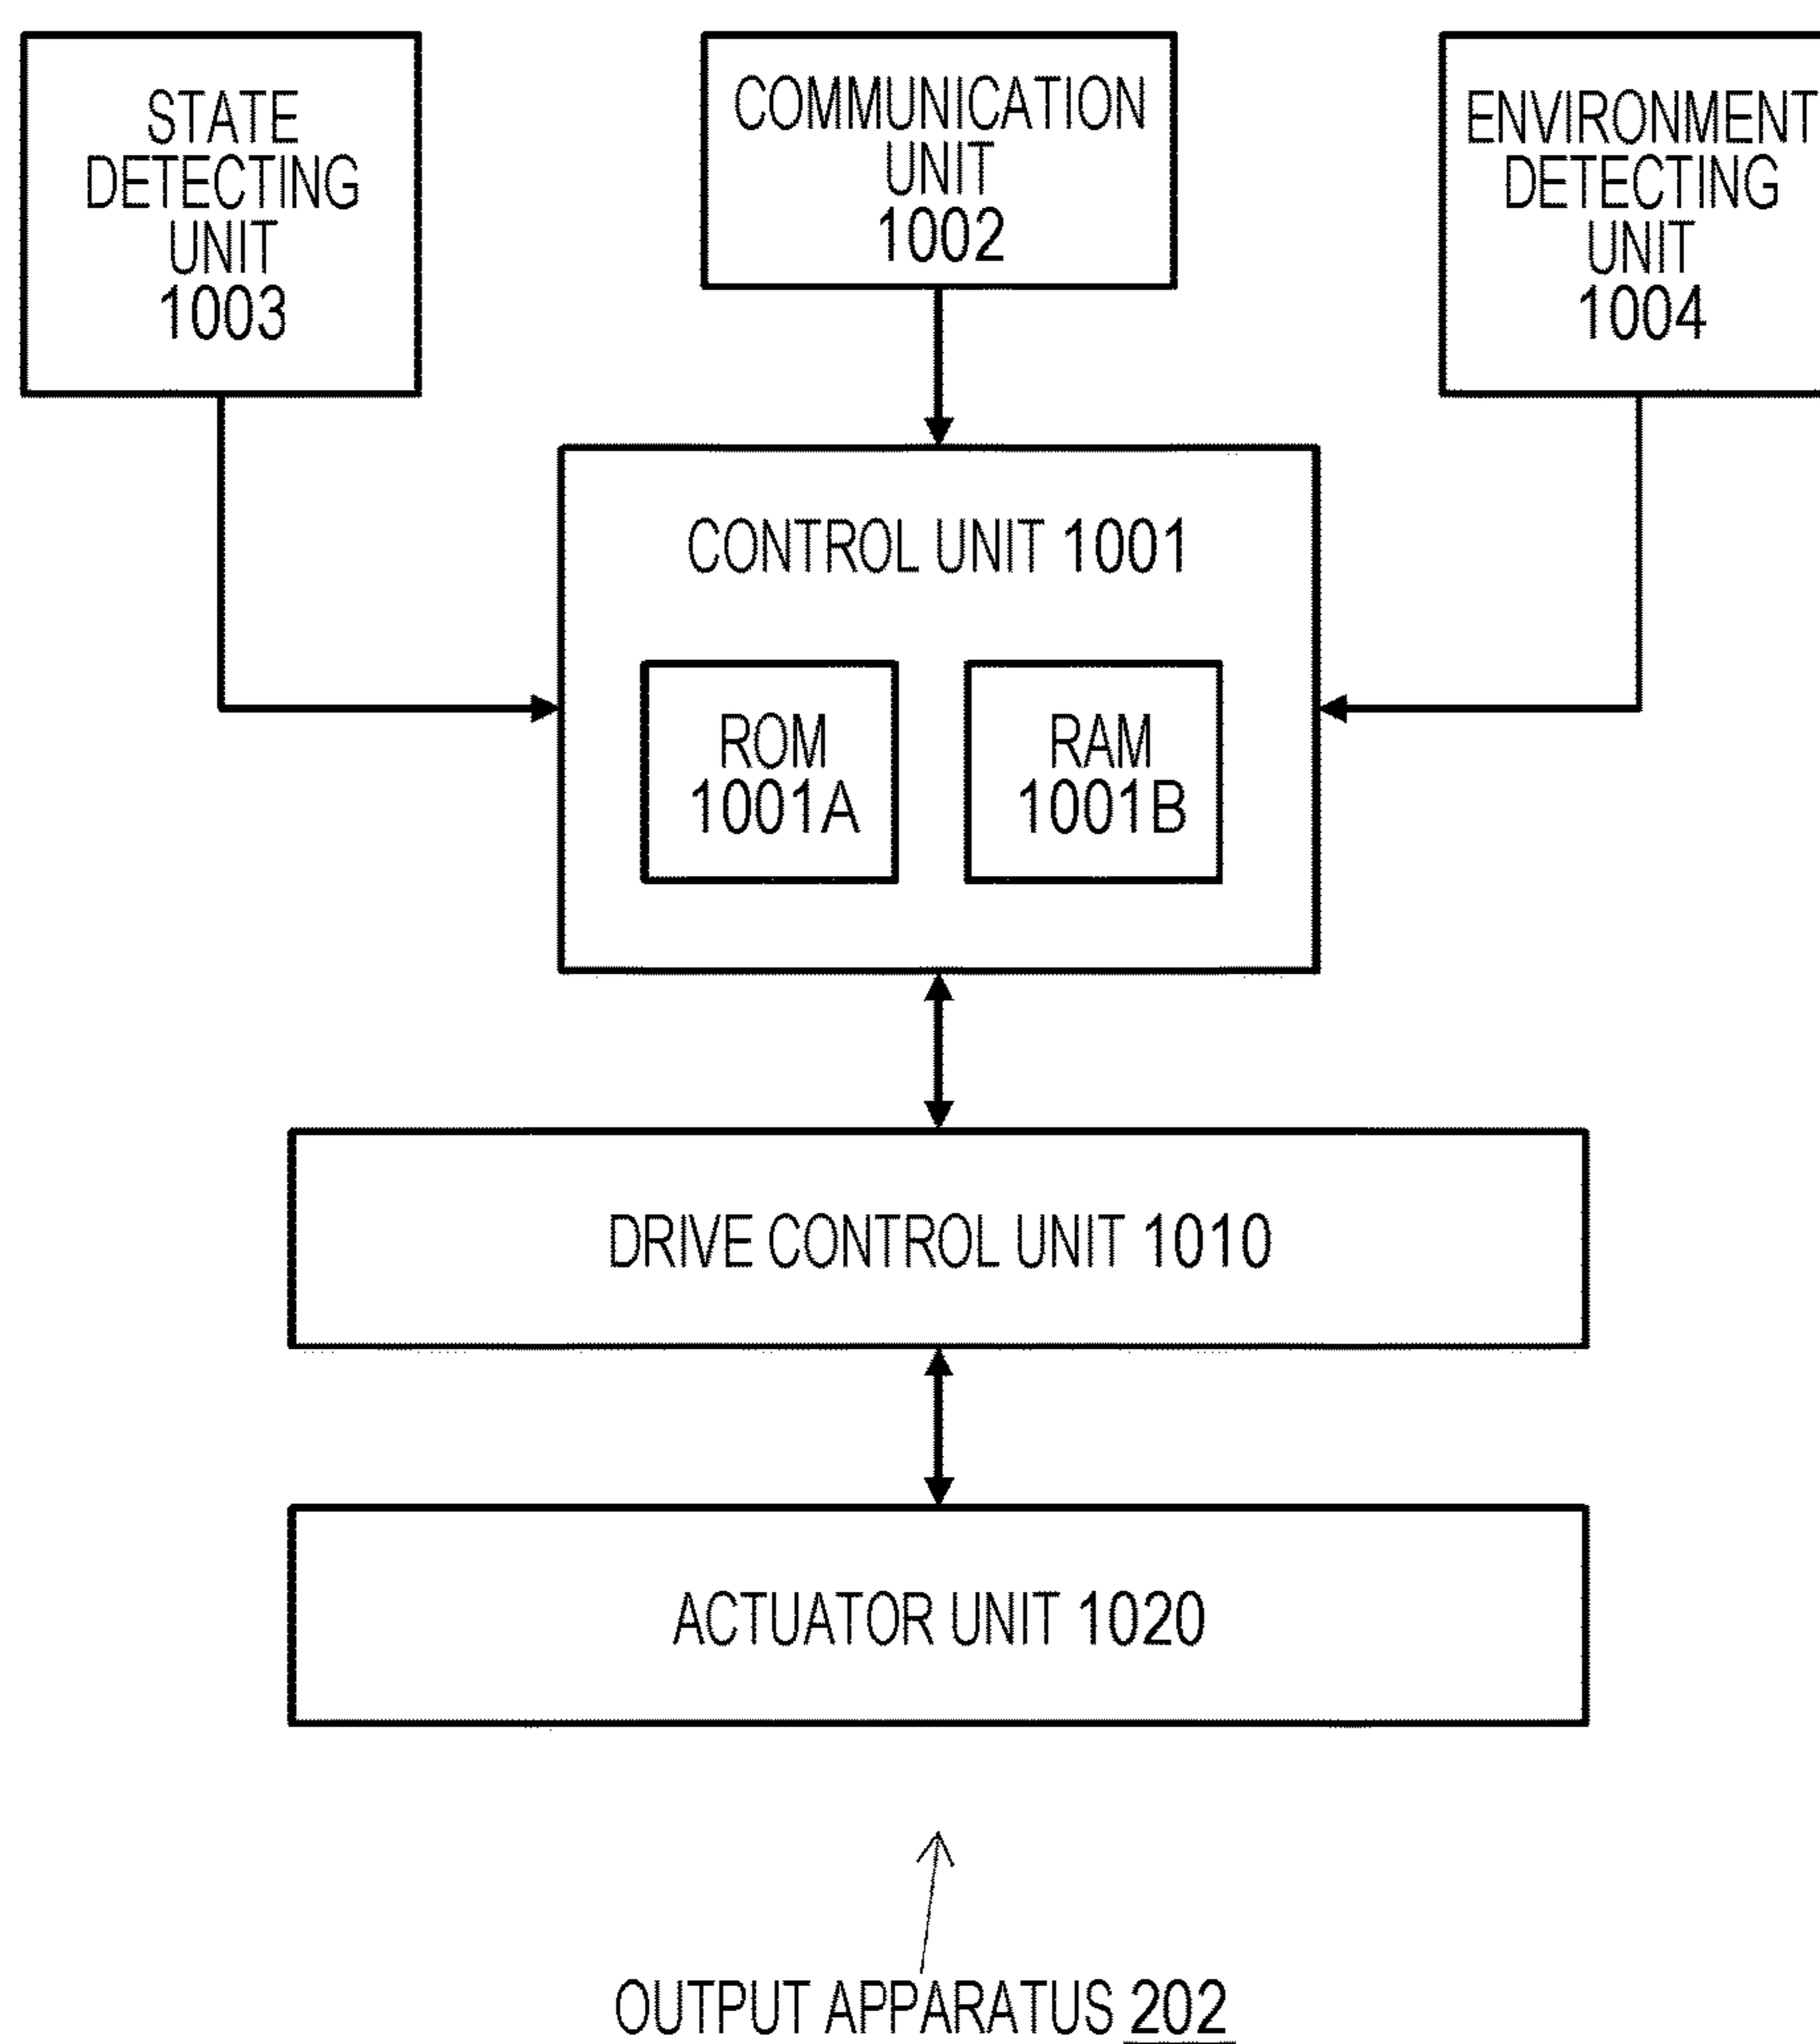 STATE
DETECTING
UNIT
1003
COMMUNICATION
UNIT
1002
ENVIRONMENT
DETECTING
UNIT
1004
CONTROL UNIT 1001
ROM
1001A
RAM
1001B
DRIVE CONTROL UNIT 1010
ACTUATOR UNIT 1020
OUTPUT APPARATUS 202